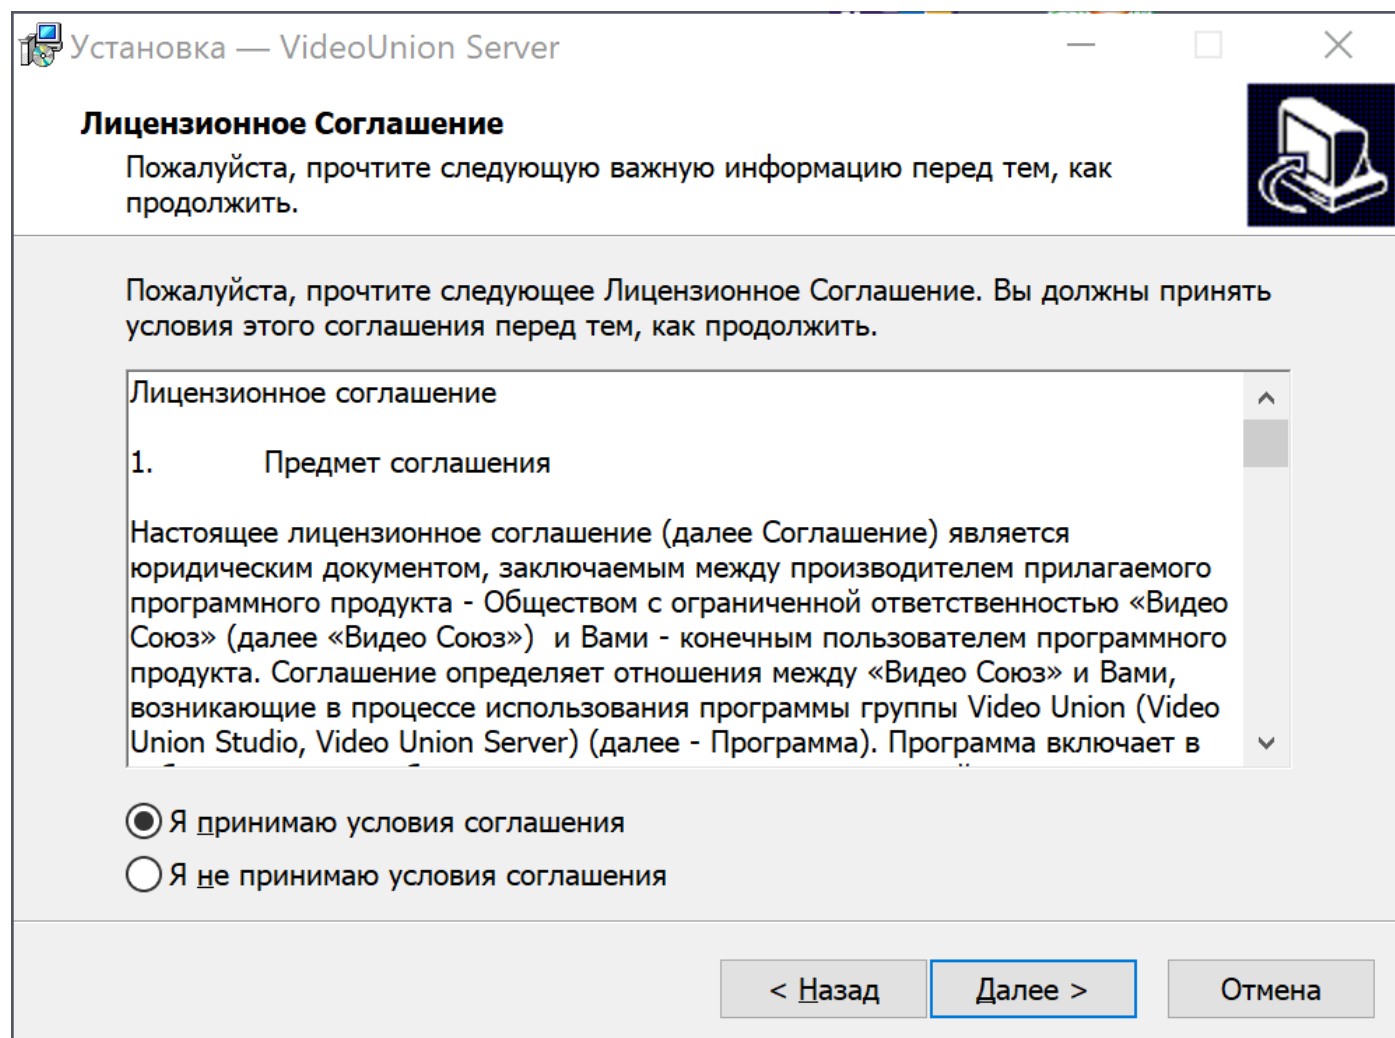 Установка — VideoUnion Server
Лицензионное Соглашение
Пожалуйста, прочтите следующую важную информацию перед тем, как
продолжить.
Пожалуйста, прочтите следующее Лицензионное Соглашение. Вы должны принять
условия этого соглашения перед тем, как продолжить.
Лицензионное соглашение
1. Предмет соглашения
Настоящее лицензионное соглашение (далее Соглашение) является
юридическим документом, заключаемым между производителем прилагаемого
программного продукта - Обществом с ограниченной ответственностью «Видео
Союз» (далее «Видео Союз») и Вами - конечным пользователем программного
продукта. Соглашение определяет отношения между «Видео Союз» и Вами,
возникающие в процессе использования программы группы Video Union (Video
Union Studio, Video Union Server) (далее - Программа). Программа включает в
Я принимаю условия соглашения
Я не принимаю условия соглашения
< Назад
Далее >
Отмена